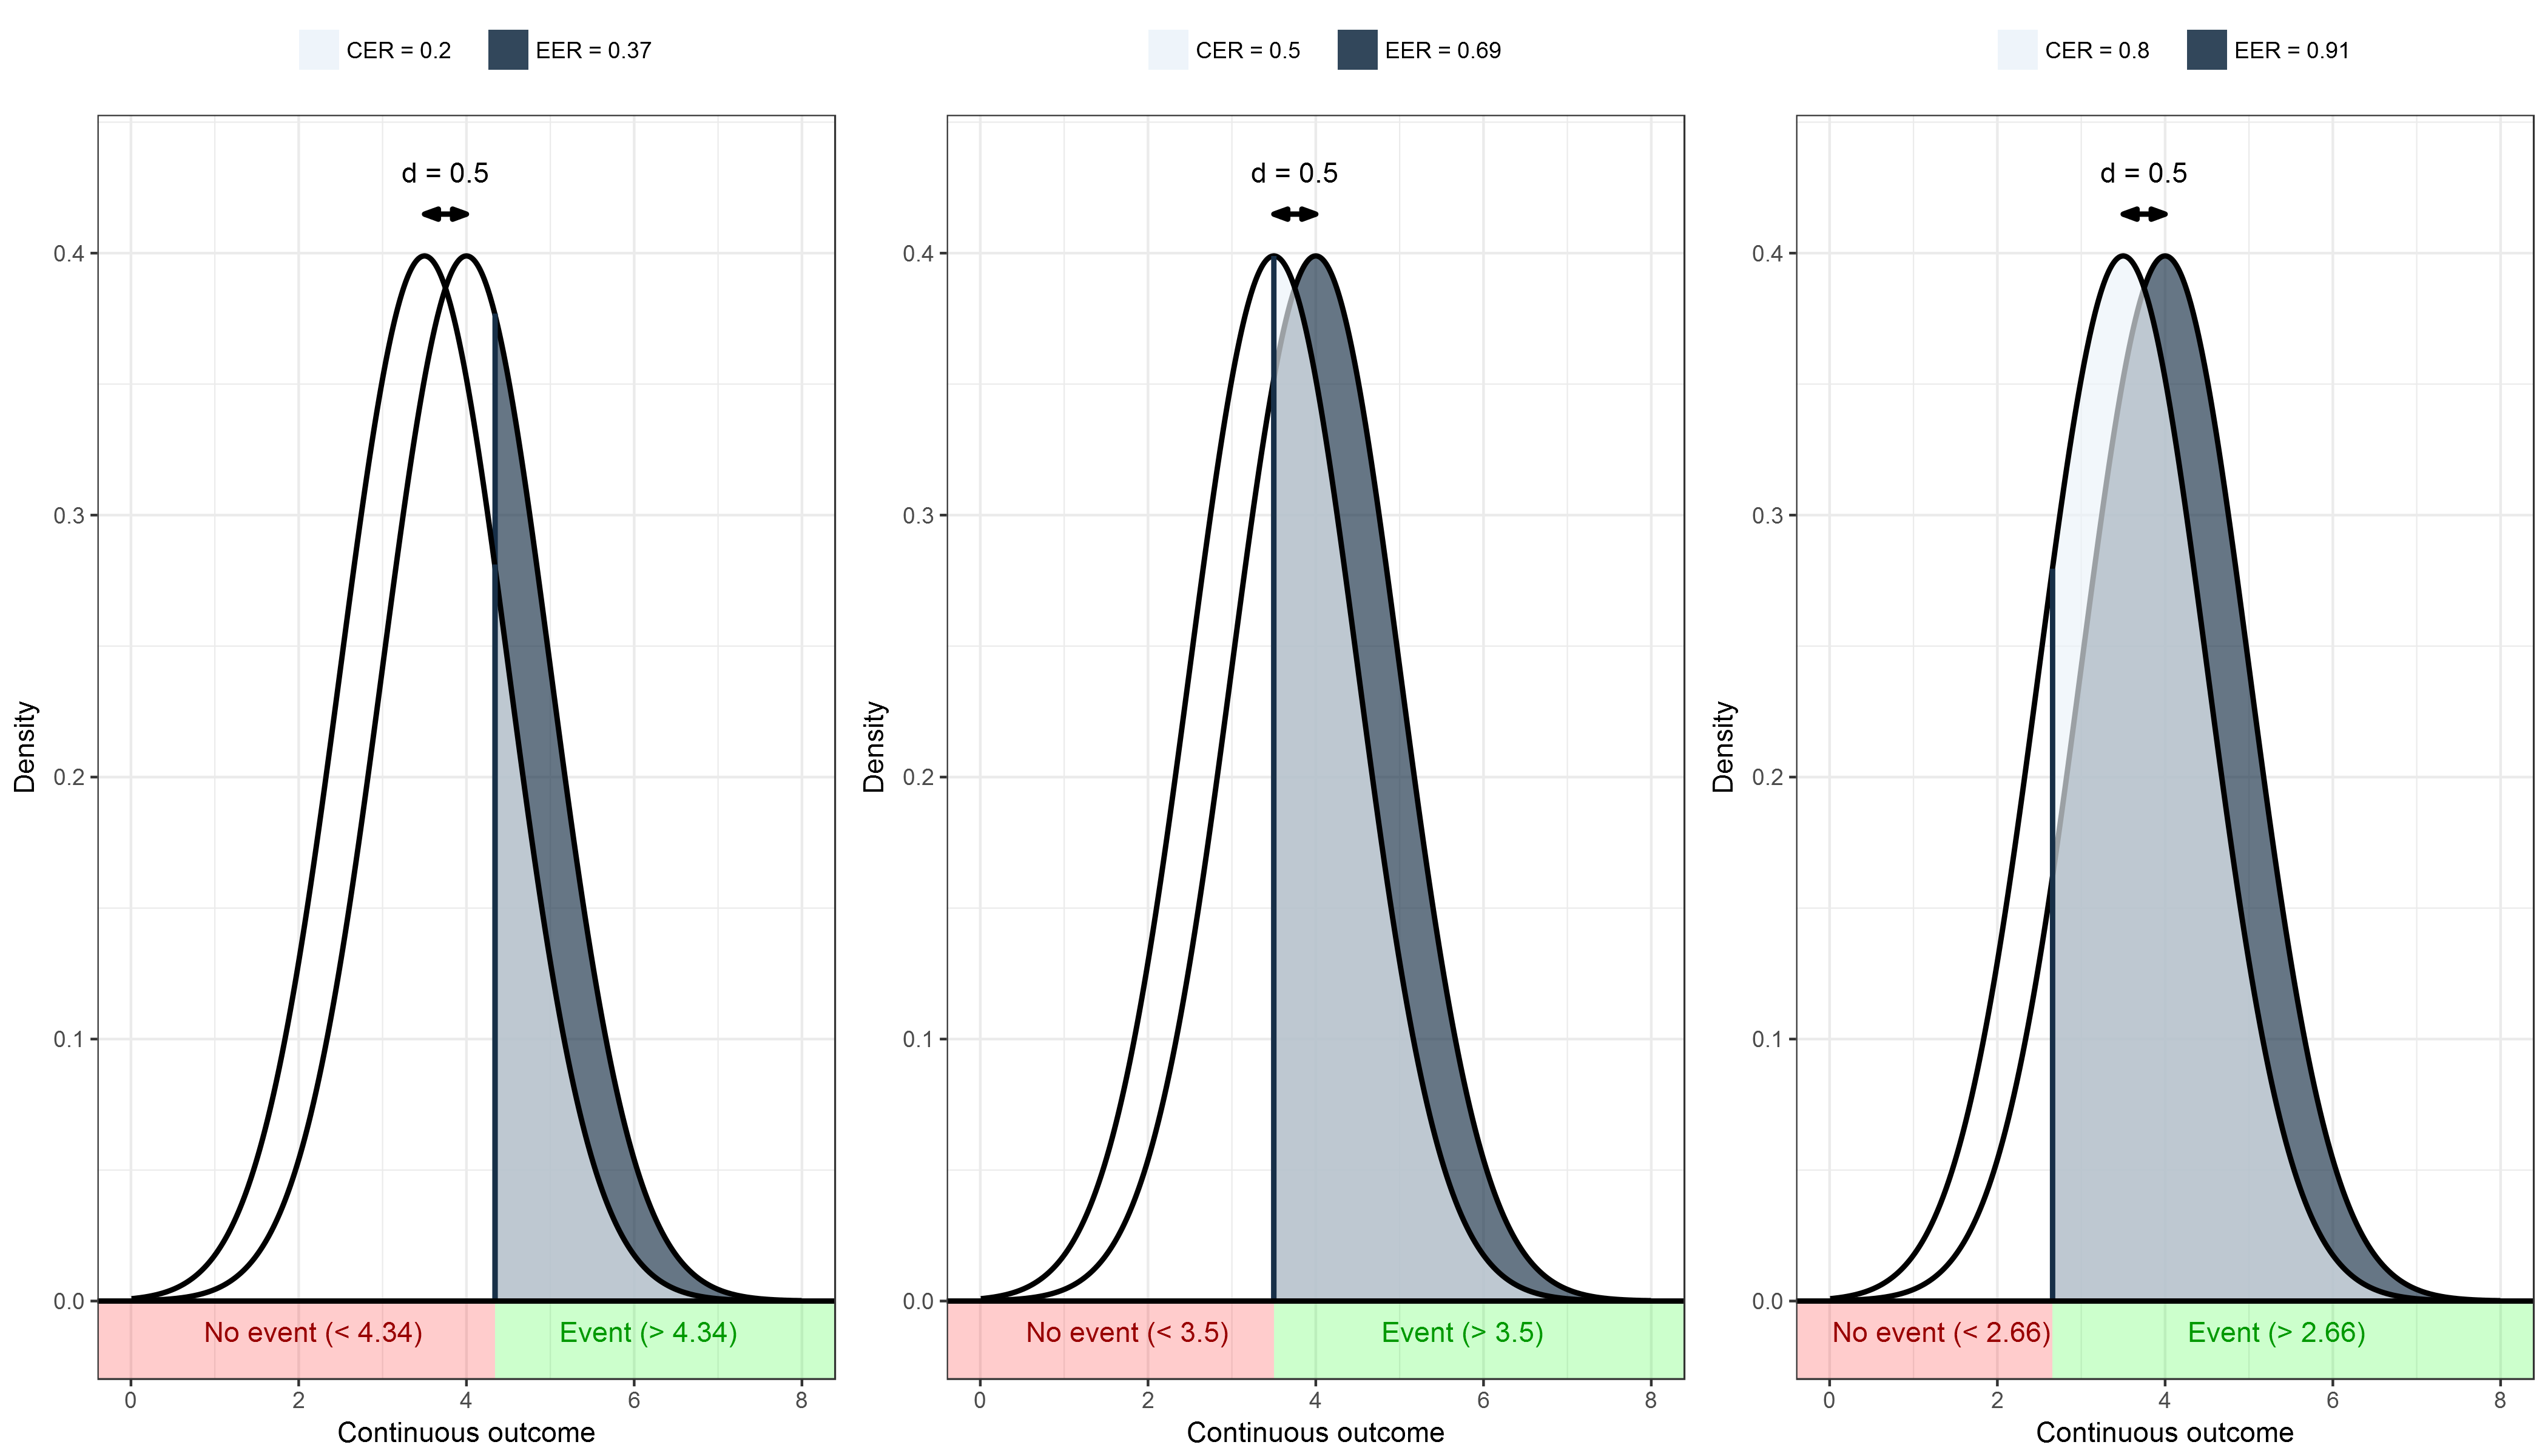 CER = 0.2 EER = 0.37
d = 0.5
0.4
0.3
0.2
0.1
0.0
Density
No event (< 4.34) Event (> 4.34)
0 2 4 6 8
Continuous outcome
CER = 0.5 EER = 0.69
d = 0.5
0.4
0.3
0.2
0.1
0.0
Density
No event (< 3.5) Event (> 3.5)
0 2 4 6 8
Continuous outcome
CER = 0.8 EER = 0.91
d = 0.5
0.4
0.3
0.2
0.1
0.0
Density
No event (< 2.66) Event (> 2.66)
0 2 4 6 8
Continuous outcome